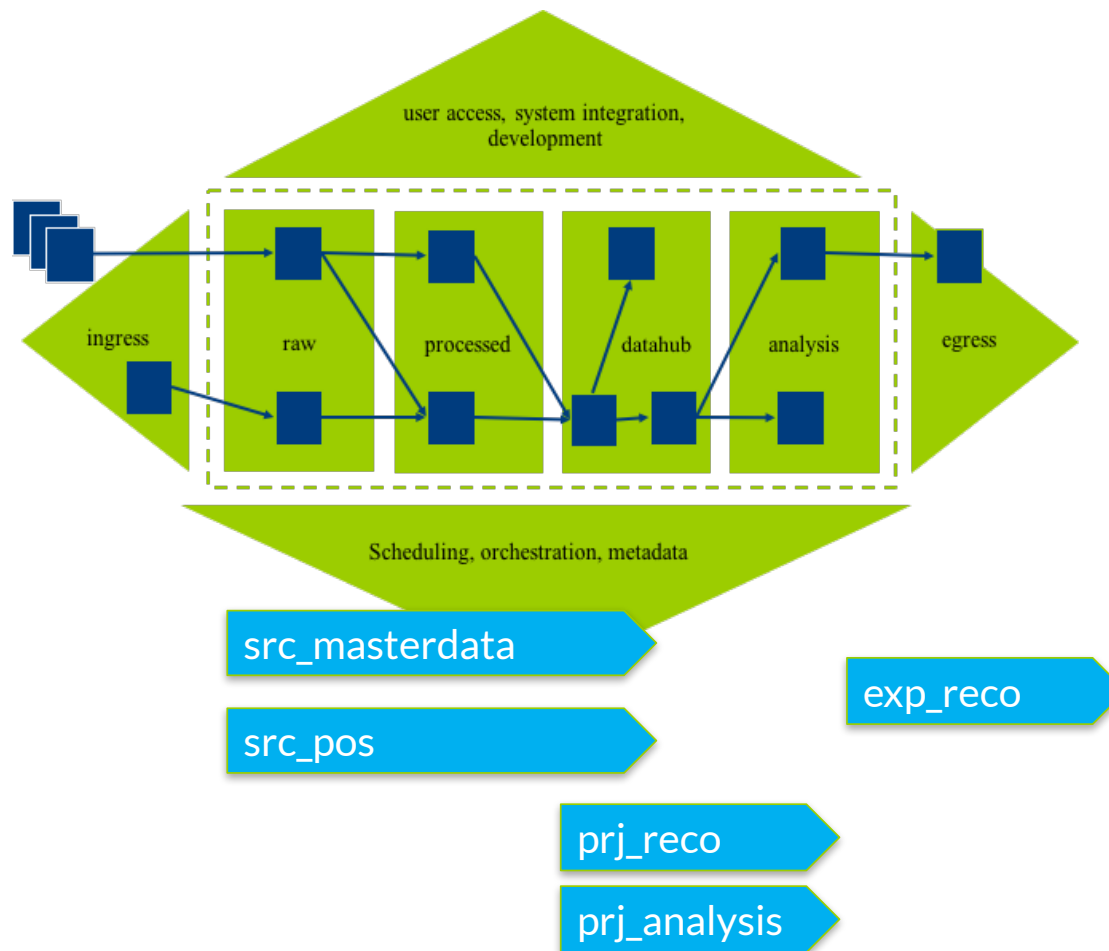 user access, system integration,
development
ingress
raw
processed
datahub
analysis
egress
Scheduling, orchestration, metadata
src_masterdata
exp_reco
src_pos
prj_reco
prj_analysis